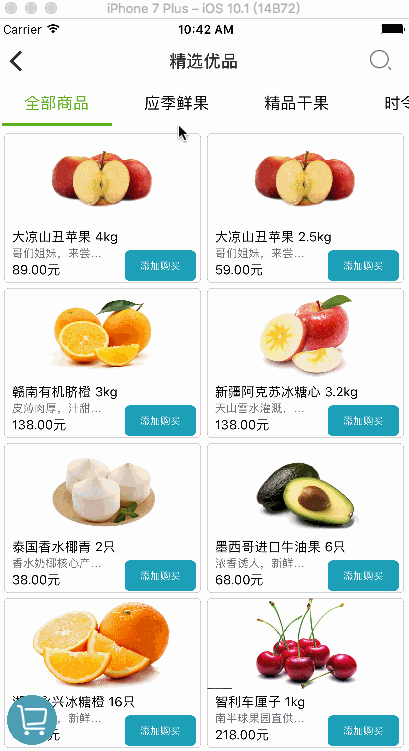 iPhone 7 Plus – iOS 10.1 (14B72)
Carrier 10:42 AM
精选优品
全部商品 应季鲜果 精品干果 时令
大凉山丑苹果 4kg
哥们姐妹，来尝...
89.00元
添加购买
大凉山丑苹果 2.5kg
哥们姐妹，来尝...
59.00元
添加购买
赣南有机脐橙 3kg
皮薄肉厚，汁甜...
138.00元
添加购买
新疆阿克苏冰糖心 3.2kg
天山雪水灌溉，...
138.00元
添加购买
泰国香水椰青 2只
香水奶椰核心产...
38.00元
添加购买
墨西哥进口牛油果 6只
浓香诱人，新鲜...
68.00元
添加购买
湖 兴冰糖橙 16只
，新鲜...
元
添加购买
智利车厘子 1kg
南半球果园直供...
218.00元
添加购买